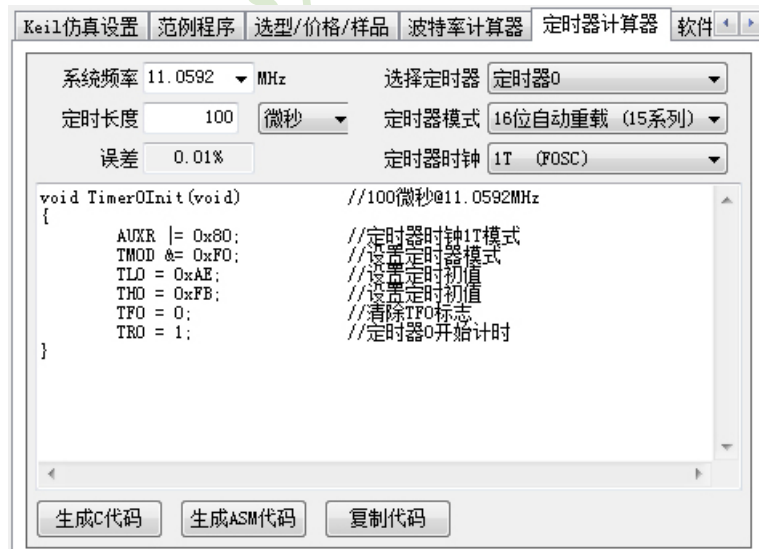 Keil仿真设置 范例程序 选型/价格/样品 波特率计算器 定时器计算器 软件
系统频率 11.0592 MHz 选择定时器 定时器0
定时长度 100 微秒 定时器模式 16位自动重载 (15系列)
误差 0.01% 定时器时钟 1T (FOSC)
void Timer0Init(void) //100微秒@11.0592MHz
{
AUXR |= 0x80; //定时器时钟1T模式
TMOD &= 0xF0; //设置定时器模式
TL0 = 0xAE; //设置定时初值
TH0 = 0xFB; //设置定时初值
TF0 = 0; //清除TF0标志
TR0 = 1; //定时器0开始计时
}
生成C代码 生成ASM代码 复制代码